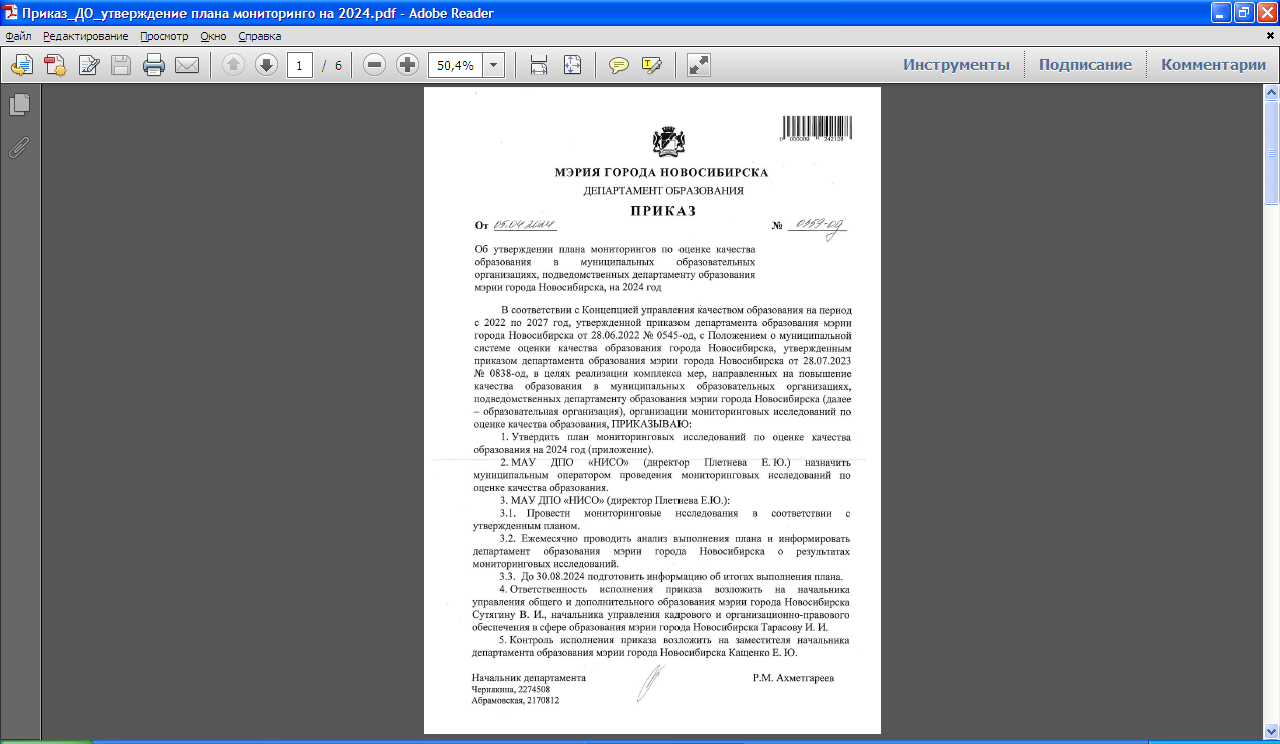 Приказ_ДО_утверждение плана мониторинго на 2024.pdf - Adobe Reader
Файл Редактирование Просмотр Окно Справка
1 / 6 50,4% Инструменты Подписание Комментарии
0 000000 242128
МЭРИЯ ГОРОДА НОВОСИБИРСКА
ДЕПАРТАМЕНТ ОБРАЗОВАНИЯ
ПРИКАЗ
От 05.04.2024 № 0359-од
Об утверждении плана мониторингов по оценке качества
образования в муниципальных образовательных
организациях, подведомственных департаменту образования
мэрии города Новосибирска, на 2024 год
В соответствии с Концепцией управления качеством образования на период
с 2022 по 2027 год, утвержденной приказом департамента образования мэрии
города Новосибирска от 28.06.2022 № 0545-од, с Положением о муниципальной
системе оценки качества образования города Новосибирска, утвержденным
приказом департамента образования мэрии города Новосибирска от 28.07.2023
№ 0838-од, в целях реализации комплекса мер, направленных на повышение
качества образования в муниципальных образовательных организациях,
подведомственных департаменту образования мэрии города Новосибирска (далее
– образовательная организация), организации мониторинговых исследований по
оценке качества образования, ПРИКАЗЫВАЮ:
1. Утвердить план мониторинговых исследований по оценке качества
образования на 2024 год (приложение).
2. МАУ ДПО «НИСО» (директор Плетнева Е. Ю.) назначить
муниципальным оператором проведения мониторинговых исследований по
оценке качества образования.
3. МАУ ДПО «НИСО» (директор Плетнева Е.Ю.):
3.1. Провести мониторинговые исследования в соответствии с
утвержденным планом.
3.2. Ежемесячно проводить анализ выполнения плана и информировать
департамент образования мэрии города Новосибирска о результатах
мониторинговых исследований.
3.3. До 30.08.2024 подготовить информацию об итогах выполнения плана.
4. Ответственность исполнения приказа возложить на начальника
управления общего и дополнительного образования мэрии города Новосибирска
Сутягину В. И., начальника управления кадрового и организационно-правового
обеспечения в сфере образования мэрии города Новосибирска Тарасову И. И.
5. Контроль исполнения приказа возложить на заместителя начальника
департамента образования мэрии города Новосибирска Кащенко Е. Ю.
Начальник департамента Р.М. Ахметгареев
Чернякина, 2274508
Абрамовская, 2170812